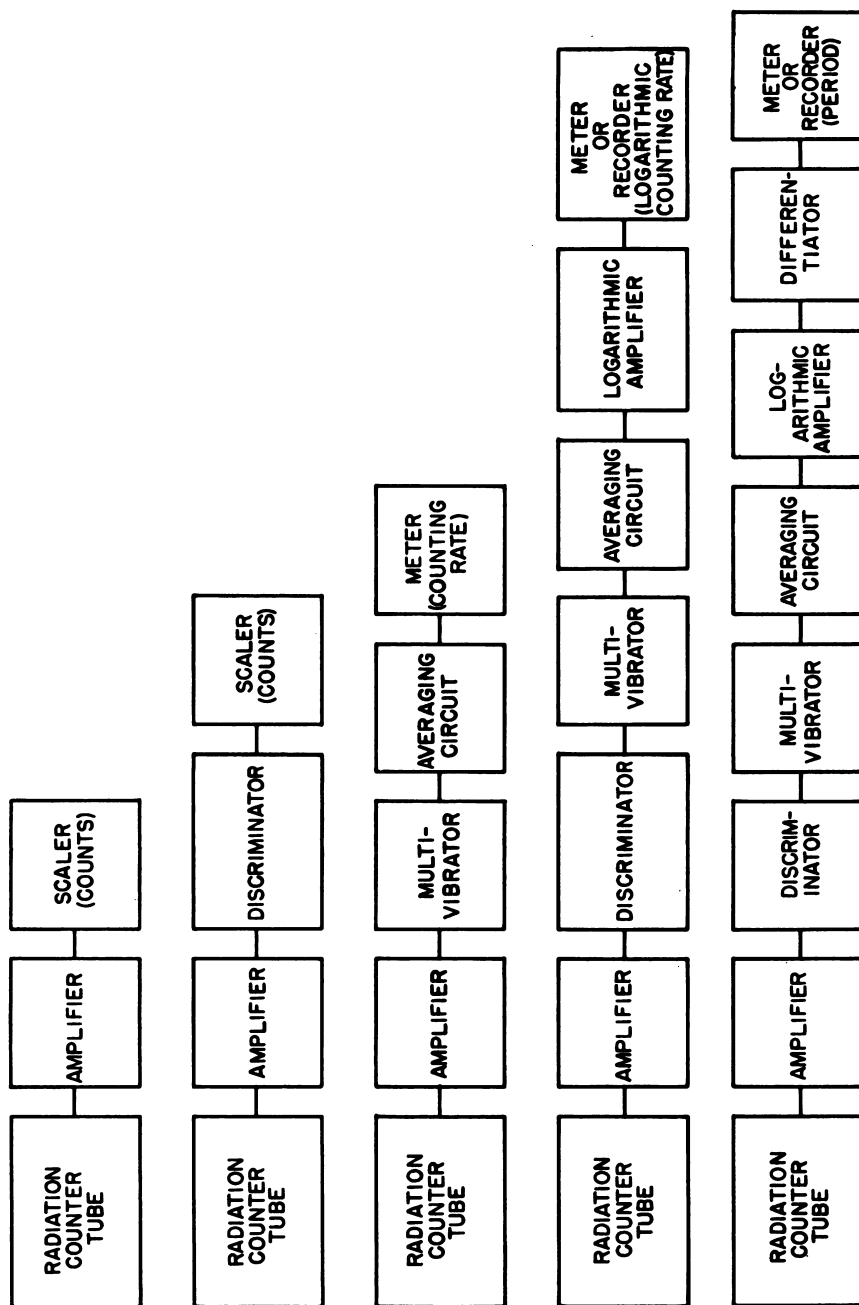 RADIATION
COUNTER
TUBE
AMPLIFIER
SCALER
(COUNTS)
RADIATION
COUNTER
TUBE
AMPLIFIER
DISCRIMINATOR
SCALER
(COUNTS)
RADIATION
COUNTER
TUBE
AMPLIFIER
MULTI-
VIBRATOR
AVERAGING
CIRCUIT
METER
(COUNTING
RATE)
RADIATION
COUNTER
TUBE
AMPLIFIER
DISCRIMINATOR
MULTI-
VIBRATOR
AVERAGING
CIRCUIT
LOGARITHMIC
AMPLIFIER
METER
OR
RECORDER
(LOGARITHMIC
COUNTING RATE)
RADIATION
COUNTER
TUBE
AMPLIFIER
DISCRIM-
INATOR
MULTI-
VIBRATOR
AVERAGING
CIRCUIT
LOG-
ARITHMIC
AMPLIFIER
DIFFEREN-
TIATOR
METER
OR
RECORDER
(PERIOD)